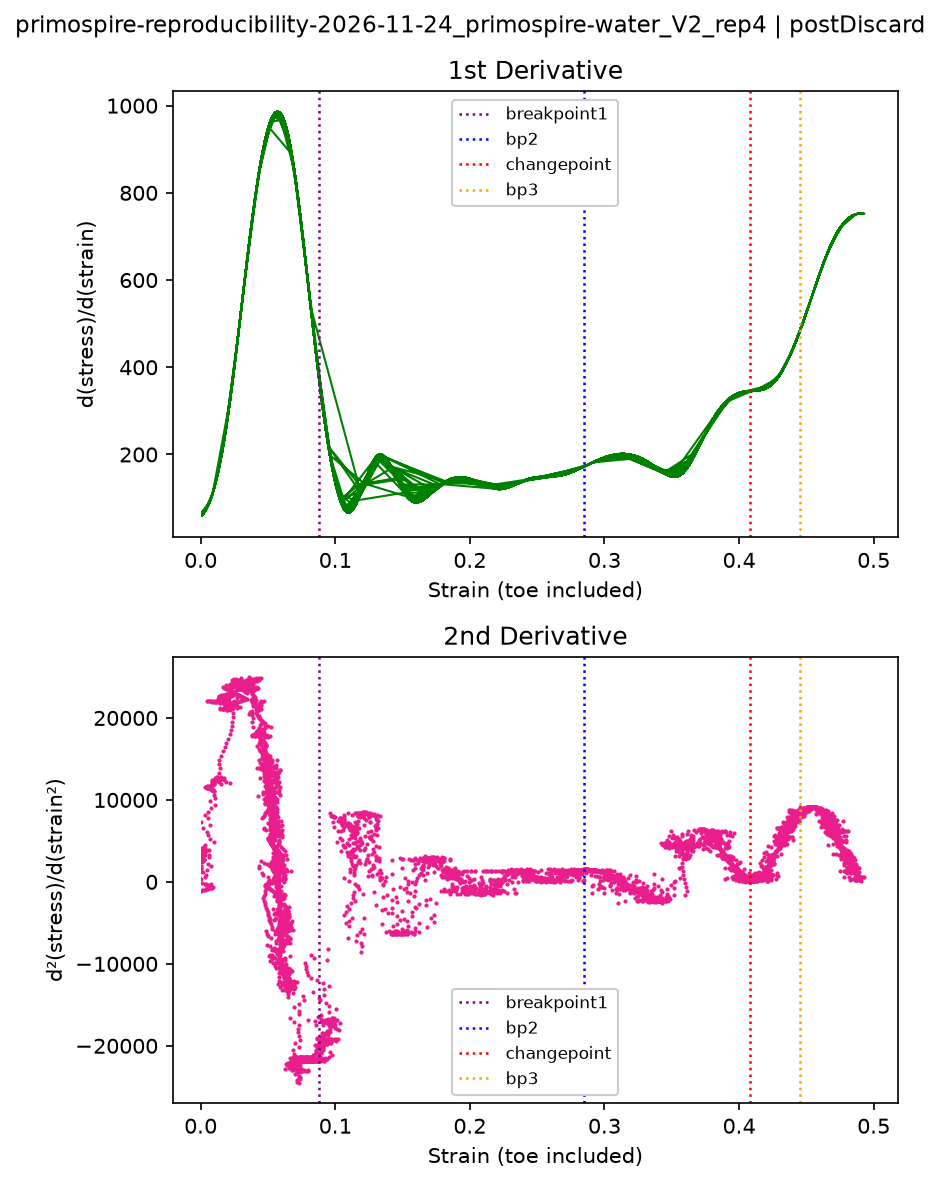 primospire-reproducibility-2026-11-24_primospire-water_V2_rep4 | postDiscard
1st Derivative
d(stress)/d(strain)
1000
800
600
400
200
breakpoint1
bp2
changepoint
bp3
0.0 0.1 0.2 0.3 0.4 0.5
Strain (toe included)
2nd Derivative
d²(stress)/d(strain²)
20000
10000
0
−10000
−20000
breakpoint1
bp2
changepoint
bp3
0.0 0.1 0.2 0.3 0.4 0.5
Strain (toe included)